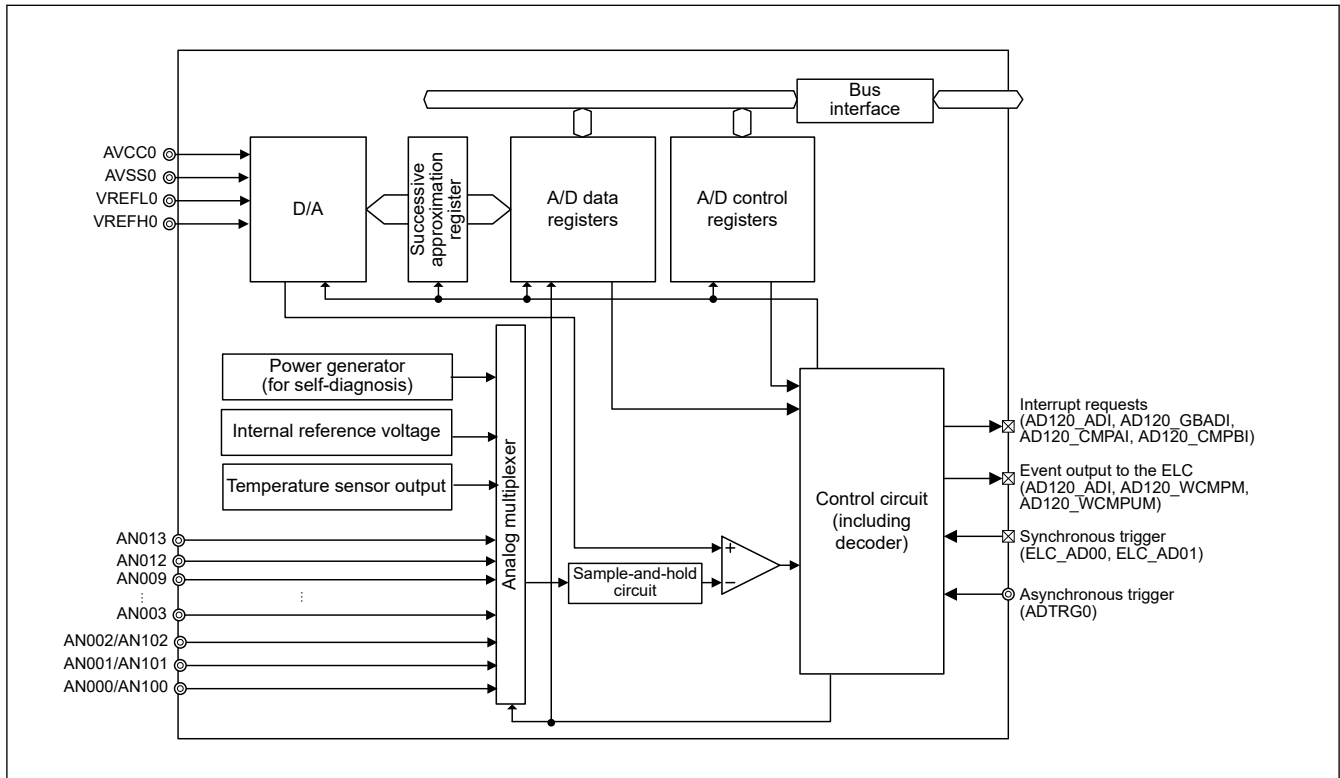 Bus
interface
AVCC0
AVSS0
VREFL0
VREFH0
D/A
Successive
approximation
register
A/D data
registers
A/D control
registers
Power generator
(for self-diagnosis)
Internal reference voltage
Temperature sensor output
Analog multiplexer
AN013
AN012
AN009
AN003
AN002/AN102
AN001/AN101
AN000/AN100
Sample-and-hold
circuit
+
–
Control circuit
(including
decoder)
Interrupt requests
(AD120_ADI, AD120_GBADI,
AD120_CMPAI, AD120_CMPBI)
Event output to the ELC
(AD120_ADI, AD120_WCMPM,
AD120_WCMPUM)
Synchronous trigger
(ELC_AD00, ELC_AD01)
Asynchronous trigger
(ADTRG0)